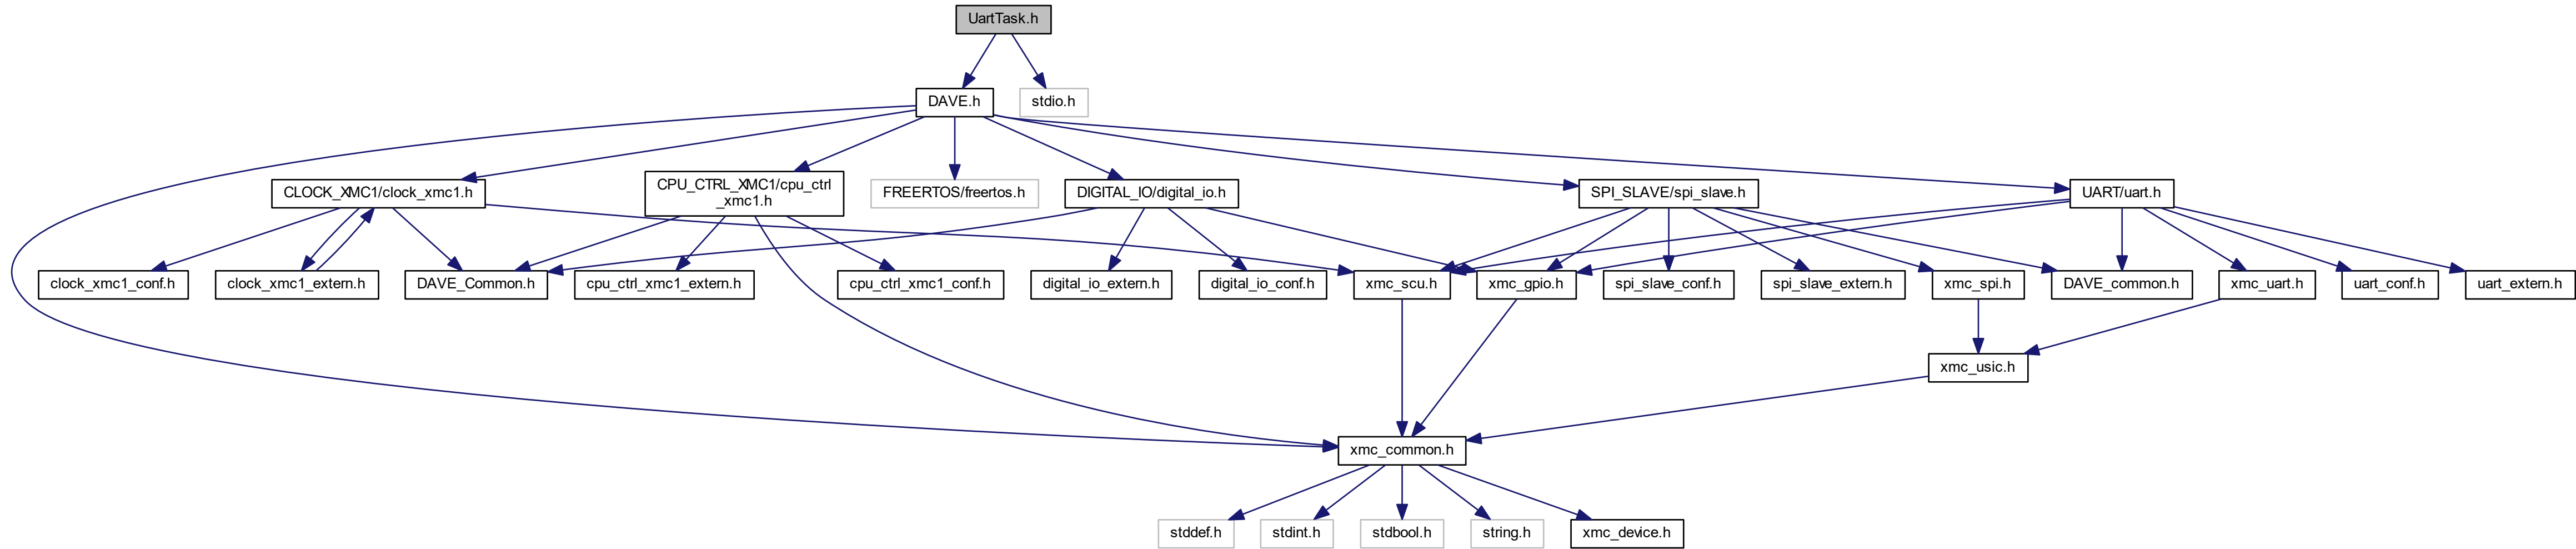 UartTask.h
DAVE.h
stdio.h
CLOCK_XMC1/clock_xmc1.h
CPU_CTRL_XMC1/cpu_ctrl
_xmc1.h
FREERTOS/freertos.h
DIGITAL_IO/digital_io.h
SPI_SLAVE/spi_slave.h
UART/uart.h
clock_xmc1_conf.h
clock_xmc1_extern.h
DAVE_Common.h
cpu_ctrl_xmc1_extern.h
cpu_ctrl_xmc1_conf.h
digital_io_extern.h
digital_io_conf.h
xmc_scu.h
xmc_gpio.h
spi_slave_conf.h
spi_slave_extern.h
xmc_spi.h
DAVE_common.h
xmc_uart.h
uart_conf.h
uart_extern.h
xmc_usic.h
xmc_common.h
stddef.h
stdint.h
stdbool.h
string.h
xmc_device.h